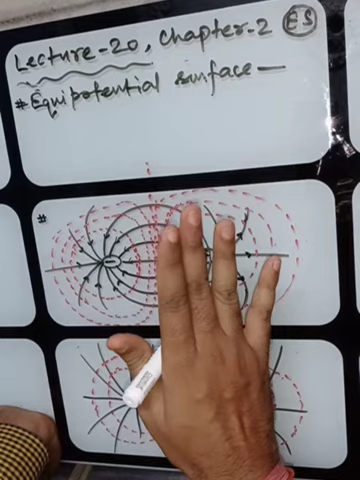 Lecture-20, Chapter-2 ES
# Equipotential surface —
#